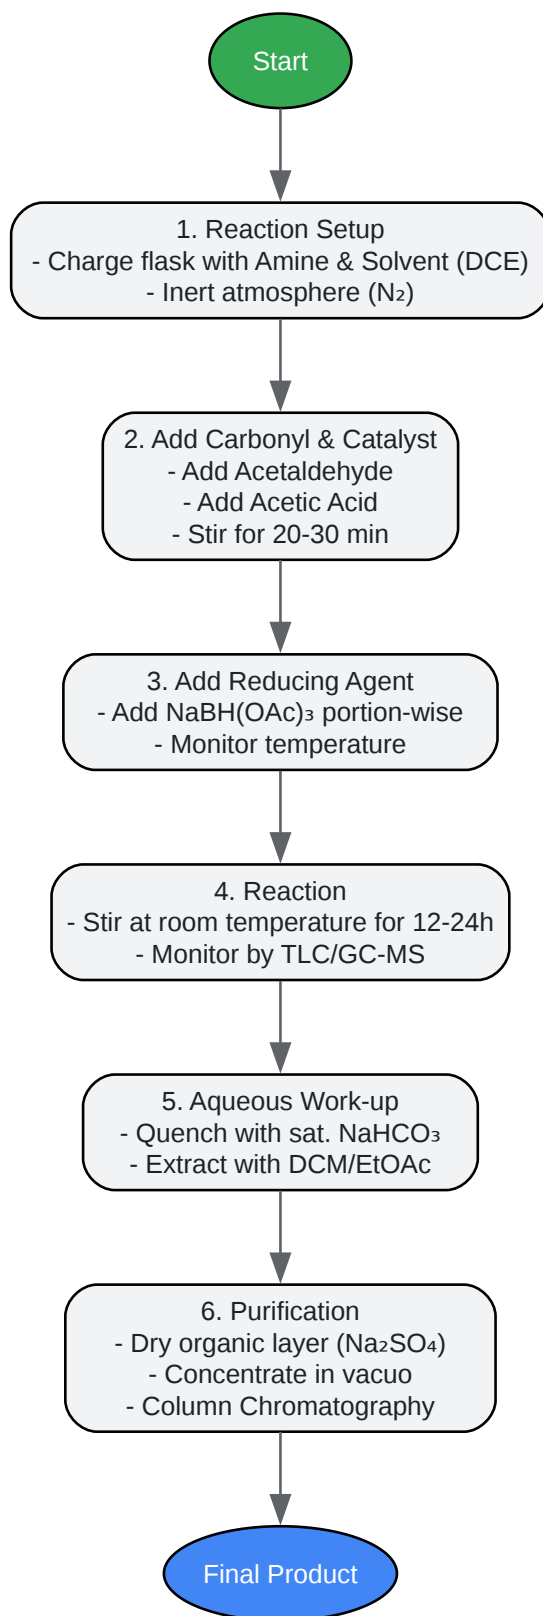 Start
1. Reaction Setup
- Charge flask with Amine & Solvent (DCE)
- Inert atmosphere (N₂)
2. Add Carbonyl & Catalyst
- Add Acetaldehyde
- Add Acetic Acid
- Stir for 20-30 min
3. Add Reducing Agent
- Add NaBH(OAc)₃ portion-wise
- Monitor temperature
4. Reaction
- Stir at room temperature for 12-24h
- Monitor by TLC/GC-MS
5. Aqueous Work-up
- Quench with sat. NaHCO₃
- Extract with DCM/EtOAc
6. Purification
- Dry organic layer (Na₂SO₄)
- Concentrate in vacuo
- Column Chromatography
Final Product